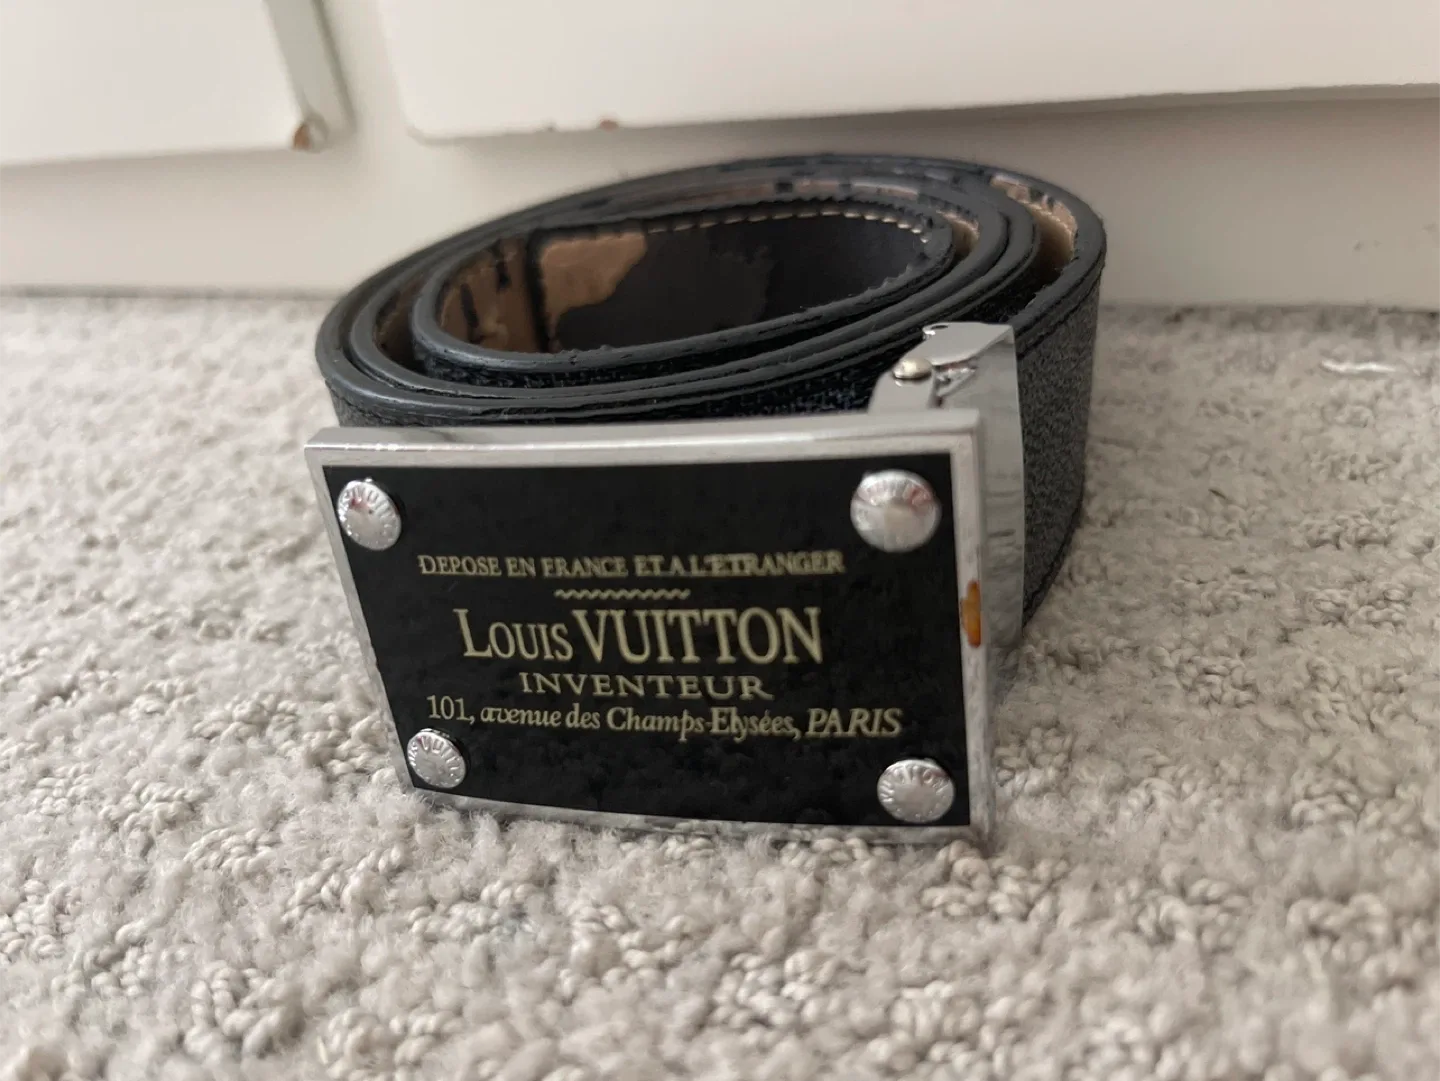 DEPOSE EN FRANCE ET A L'ETRANGER
LOUIS VUITTON
INVENTEUR
101, avenue des Champs-Elysées, PARIS